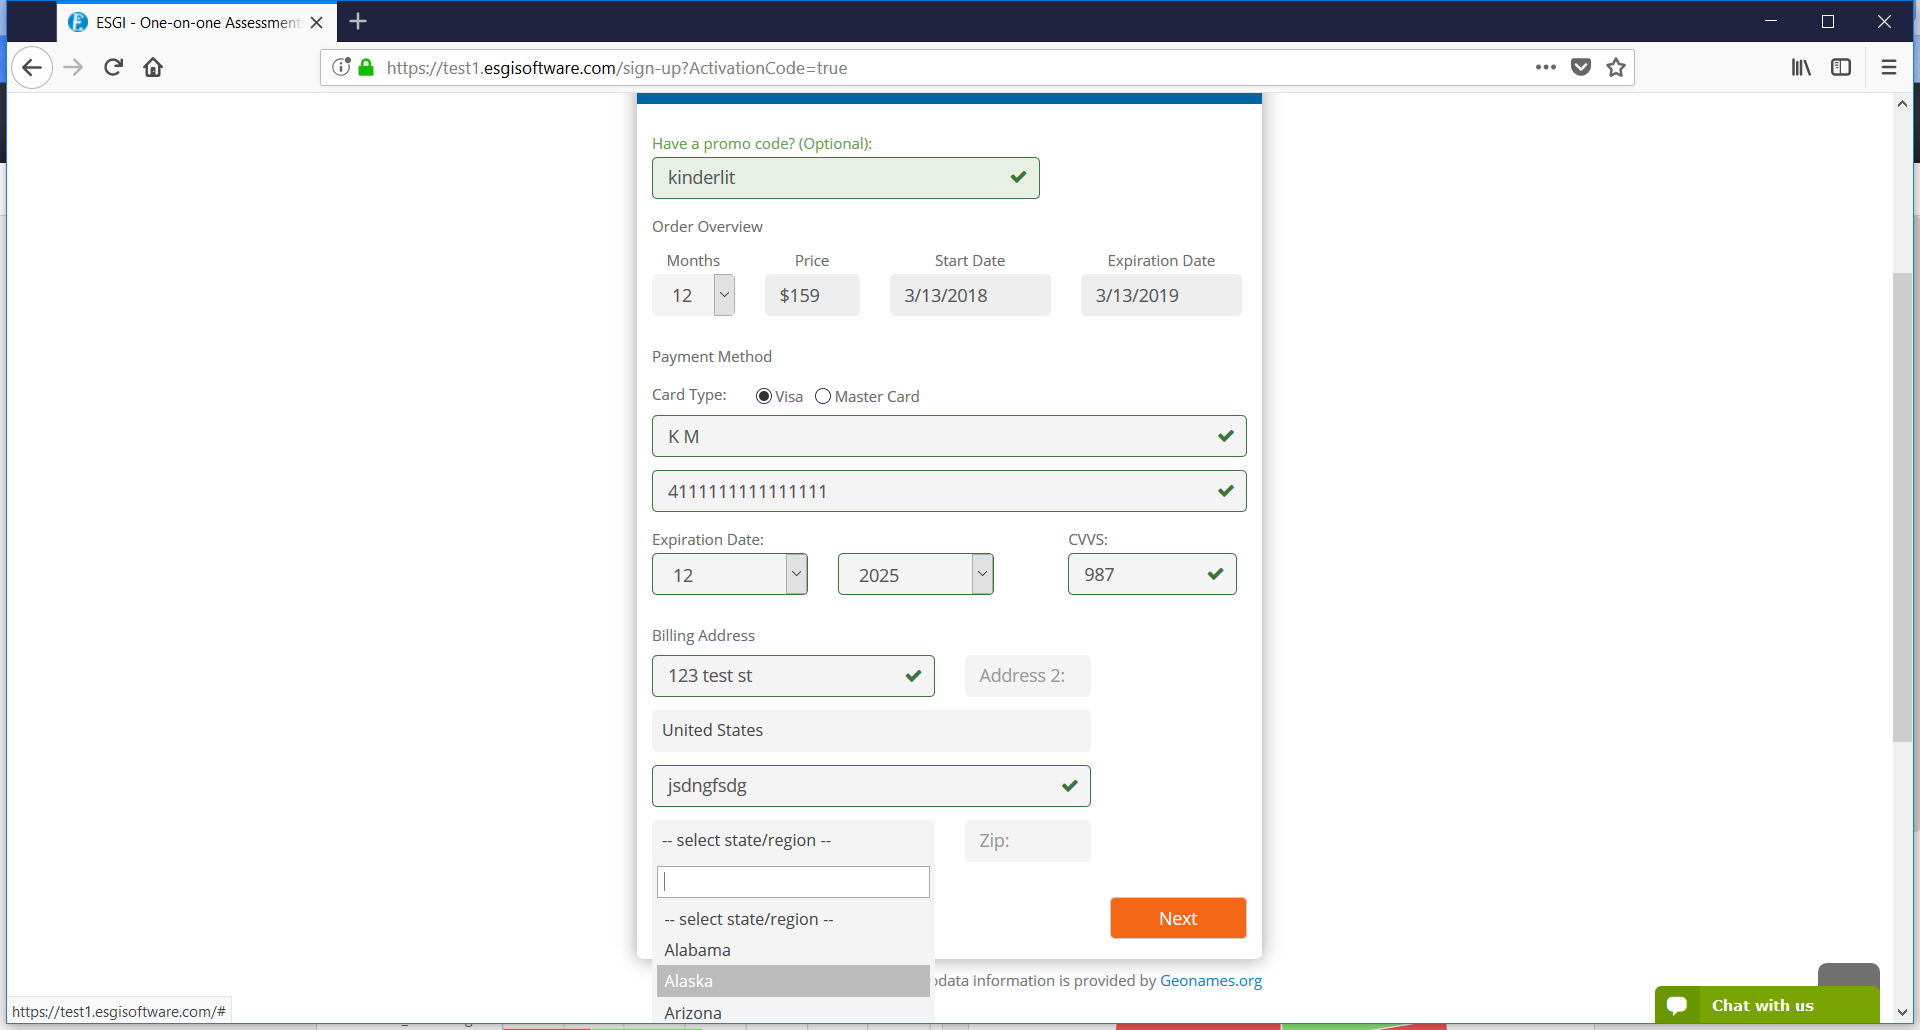 ESGI - One-on-one Assessment
https://test1.esgisoftware.com/sign-up?ActivationCode=true
Have a promo code? (Optional):
kinderlit
Order Overview
Months Price Start Date Expiration Date
12 $159 3/13/2018 3/13/2019
Payment Method
Card Type: Visa Master Card
K M
4111111111111111
Expiration Date: CVVS:
12 2025 987
Billing Address
123 test st Address 2:
United States
jsdngfsdg
-- select state/region -- Zip:
-- select state/region --
Next
Alabama
Alaska
data information is provided by Geonames.org
Arizona
Chat with us
https://test1.esgisoftware.com/#